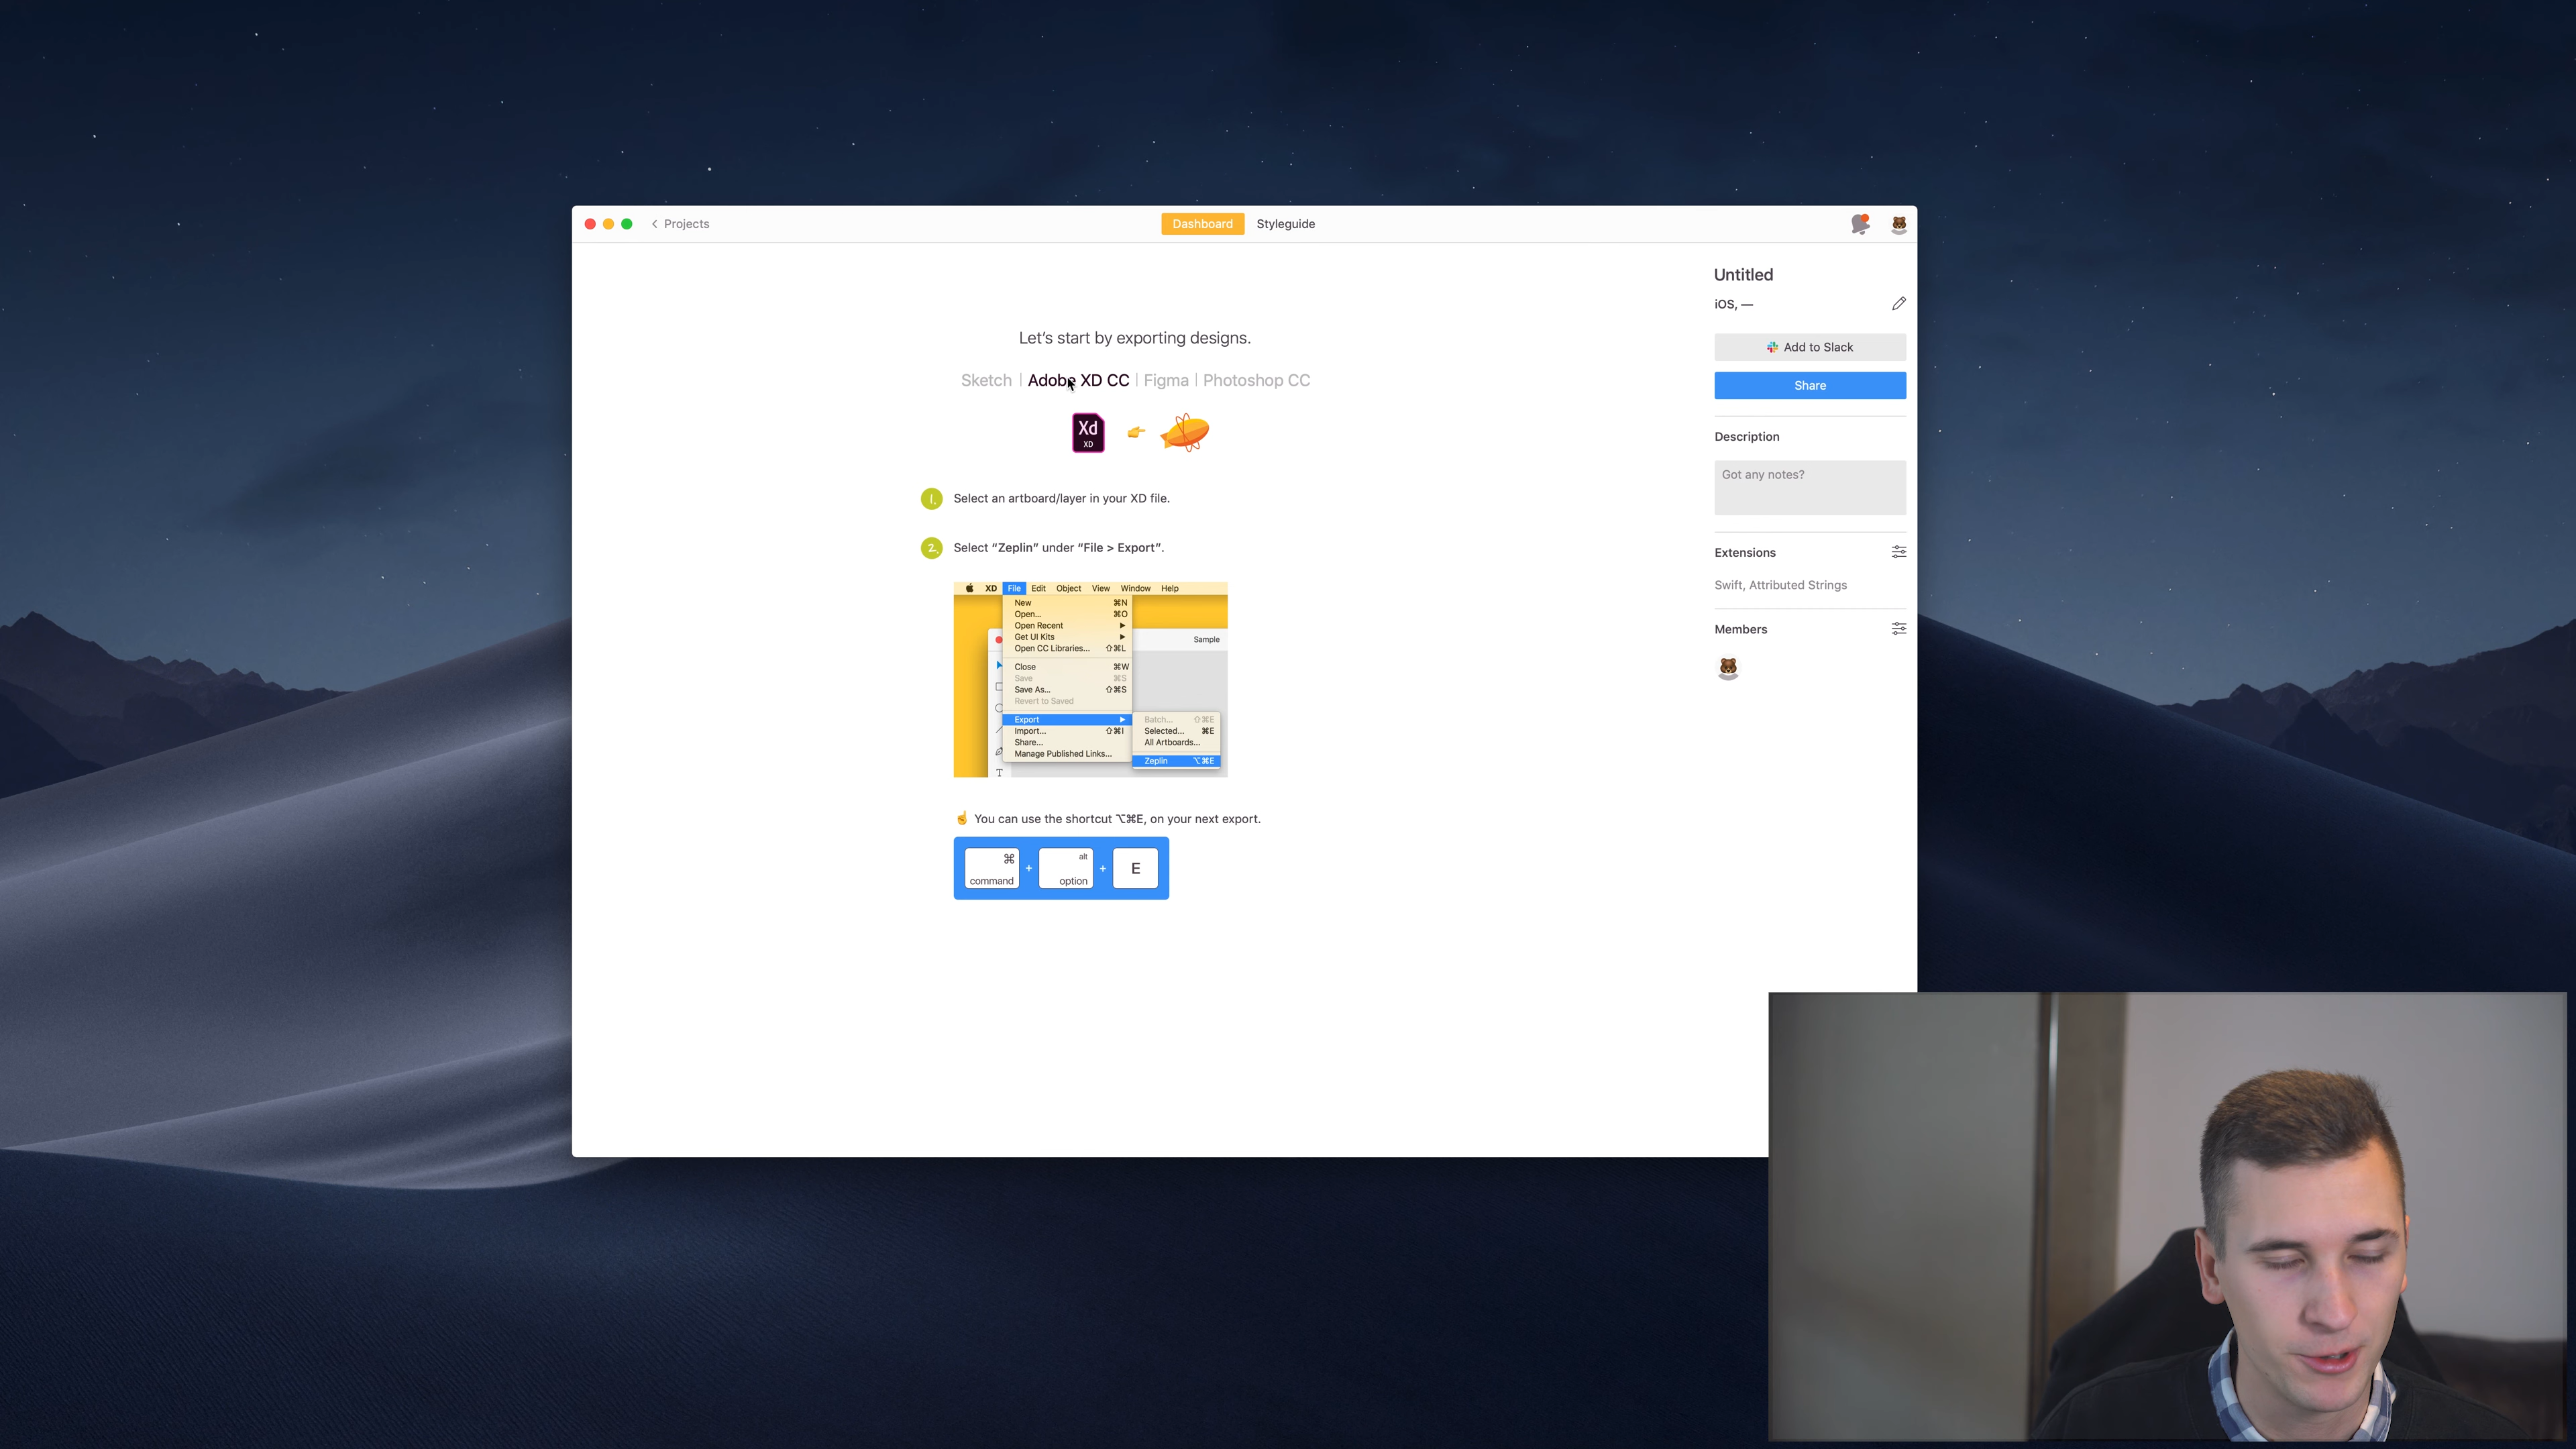 Projects
Dashboard Styleguide
Let's start by exporting designs.
Sketch | Adobe XD CC | Figma | Photoshop CC
Xd
XD
1. Select an artboard/layer in your XD file.
2. Select “Zeplin” under “File > Export”.
XD File Edit Object View Window Help
New ⌘N
Open... ⌘O
Open Recent ▶
Get UI Kits ▶
Open CC Libraries... ⇧⌘L
Sample
Close ⌘W
Save ⌘S
Save As... ⇧⌘S
Revert to Saved
Export ▶
Import... ⇧⌘I
Share...
Manage Published Links...
Batch... ⇧⌘E
Selected... ⌘E
All Artboards...
Zeplin ⌥⌘E
T
☝ You can use the shortcut ⌥⌘E, on your next export.
⌘
command
+
alt
option
+
E
Untitled
iOS, —
Add to Slack
Share
Description
Got any notes?
Extensions
Swift, Attributed Strings
Members